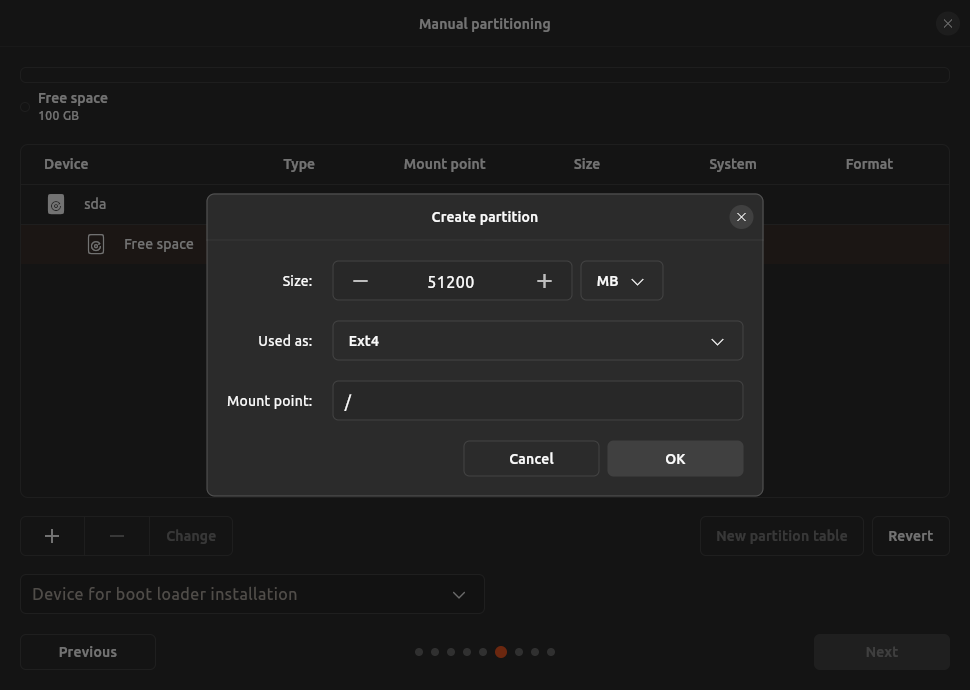 Manual partitioning
Free space
100 GB
Device Type Mount point Size System Format
sda
Free space
Create partition
Size: 51200 MB
Used as: Ext4
Mount point: /
Cancel OK
Change New partition table Revert
Device for boot loader installation
Previous Next